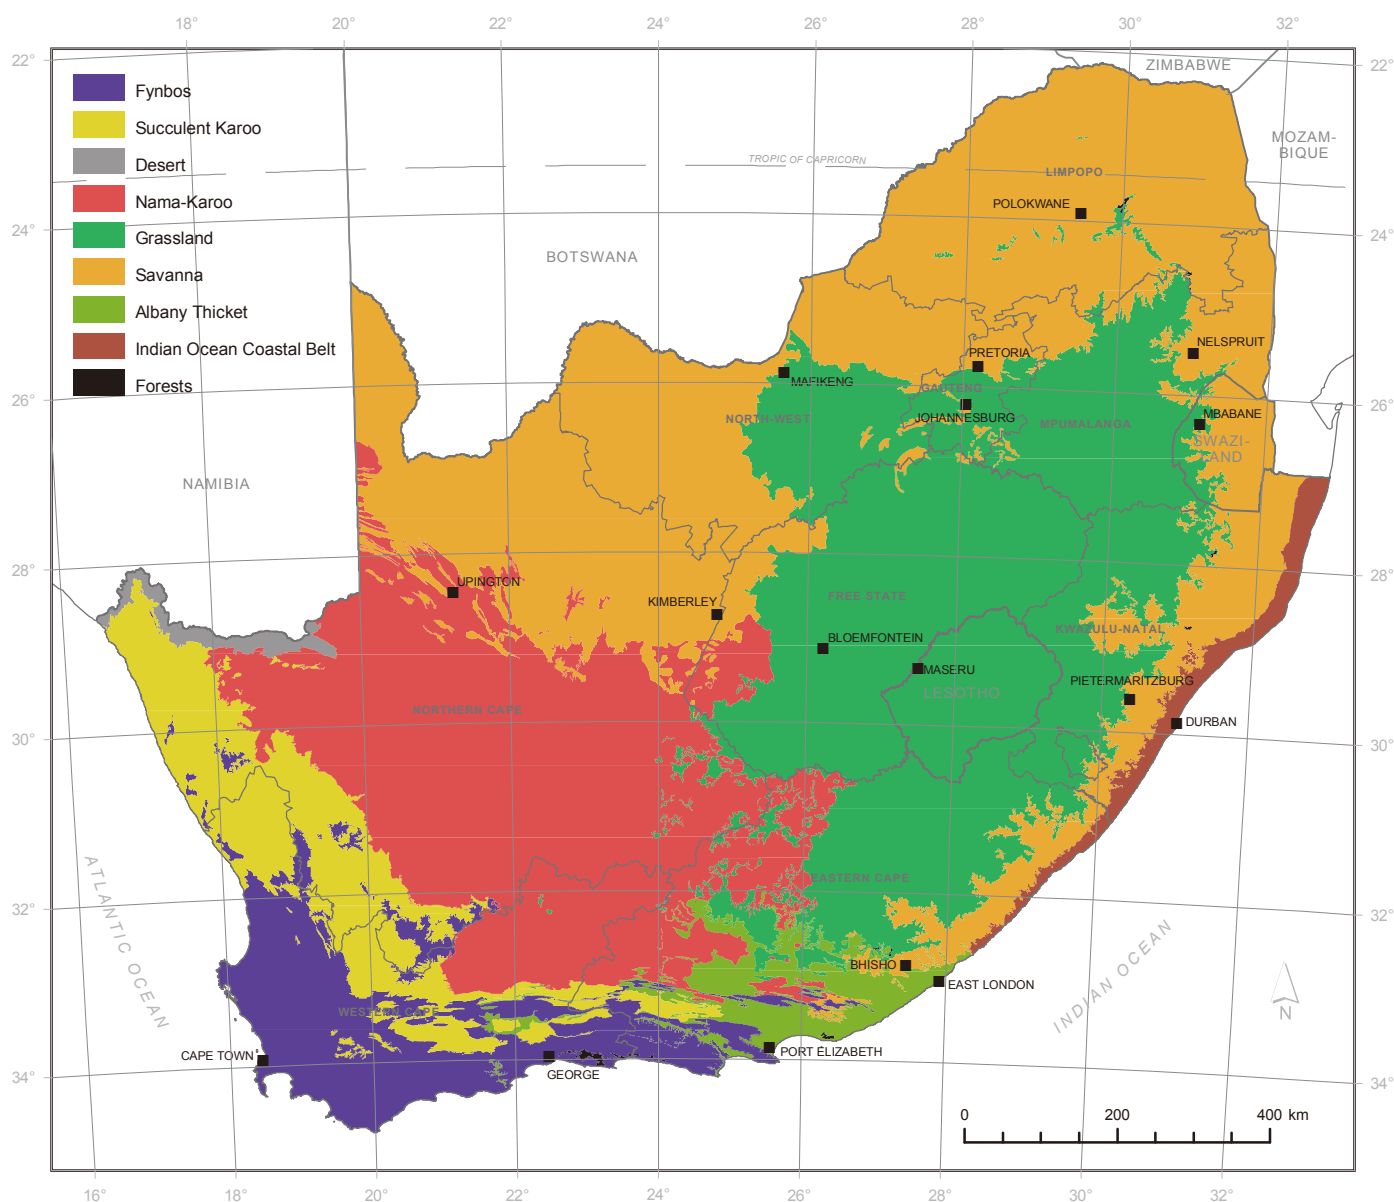 18°
20°
22°
24°
26°
28°
30°
32°
22°
ZIMBABWE
22°
Fynbos
Succulent Karoo
MOZAM-
BIQUE
Desert
TROPIC OF CAPRICORN
LIMPOPO
Nama-Karoo
POLOKWANE
24°
Grassland
24°
BOTSWANA
Savanna
Albany Thicket
Indian Ocean Coastal Belt
NELSPRUIT
PRETORIA
Forests
MAFIKENG
GAUTENG
26°
26°
JOHANNESBURG
NORTH-WEST
MPUMALANGA
MBABANE
SWAZI-
LAND
NAMIBIA
28°
28°
UPINGTON
KIMBERLEY
FREE STATE
KWAZULU-NATAL
BLOEMFONTEIN
MASERU
PIETERMARITZBURG
LESOTHO
NORTHERN CAPE
DURBAN
30°
30°
EASTERN CAPE
ATLANTIC OCEAN
32°
32°
INDIAN OCEAN
BHISHO
EAST LONDON
WESTERN CAPE
N
CAPE TOWN
PORT ELIZABETH
GEORGE
34°
34°
0
200
400 km
16°
18°
20°
22°
24°
26°
28°
30°
32°